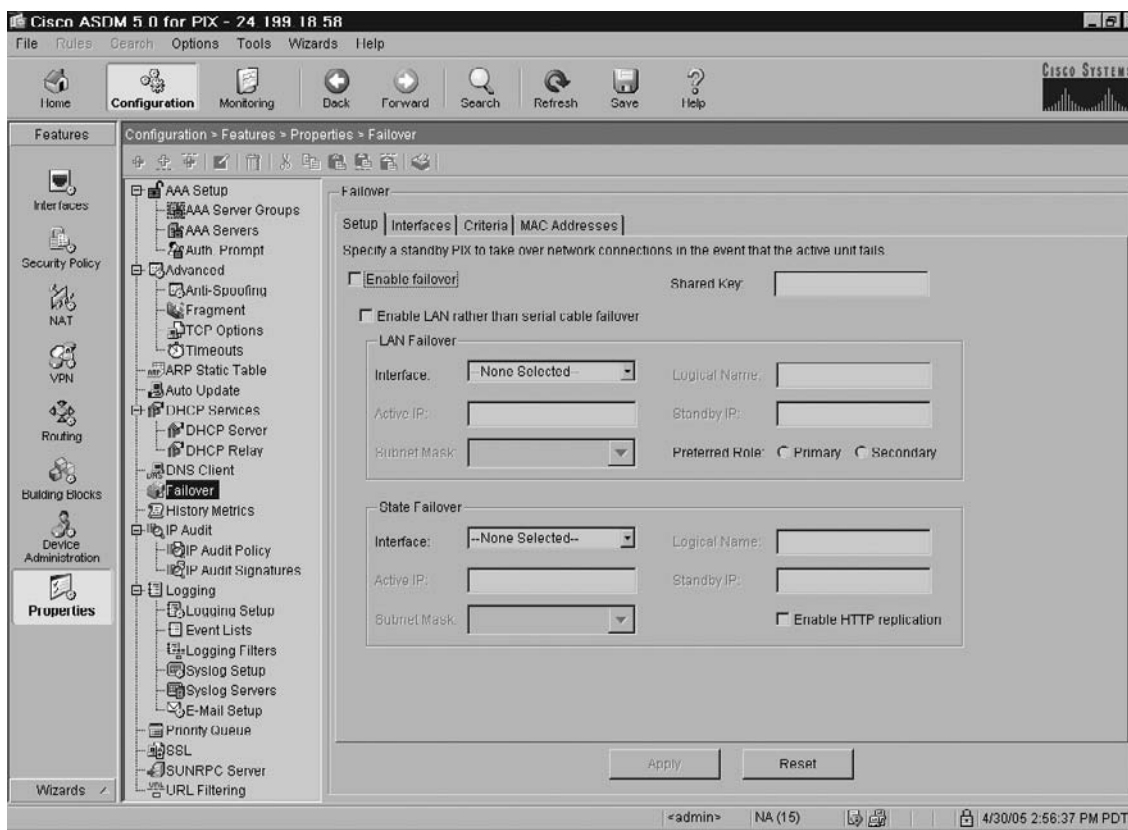 Cisco ASDM 5.0 for PIX - 24.199.18.58
File Rules Search Options Tools Wizards Help
Home Configuration Monitoring Back Forward Search Refresh Save Help
CISCO SYSTEMS
Features
Configuration > Features > Properties > Failover
Interfaces
Security Policy
NAT
VPN
Routing
Building Blocks
Device Administration
Properties
Wizards
AAA Setup
AAA Server Groups
AAA Servers
Auth. Prompt
Advanced
Anti-Spoofing
Fragment
TCP Options
Timeouts
ARP Static Table
Auto Update
DHCP Services
DHCP Server
DHCP Relay
DNS Client
Failover
History Metrics
IP Audit
IP Audit Policy
IP Audit Signatures
Logging
Logging Setup
Event Lists
Logging Filters
Syslog Setup
Syslog Servers
E-Mail Setup
Priority Queue
SSL
SUNRPC Server
URL Filtering
Failover
Setup Interfaces Criteria MAC Addresses
Specify a standby PIX to take over network connections in the event that the active unit fails.
Enable failover Shared Key:
Enable LAN rather than serial cable failover
LAN Failover
Interface: --None Selected-- Logical Name:
Active IP: Standby IP:
Subnet Mask: Preferred Role: Primary Secondary
State Failover
Interface: --None Selected-- Logical Name:
Active IP: Standby IP:
Subnet Mask: Enable HTTP replication
Apply Reset
<admin> NA (15) 4/30/05 2:56:37 PM PDT